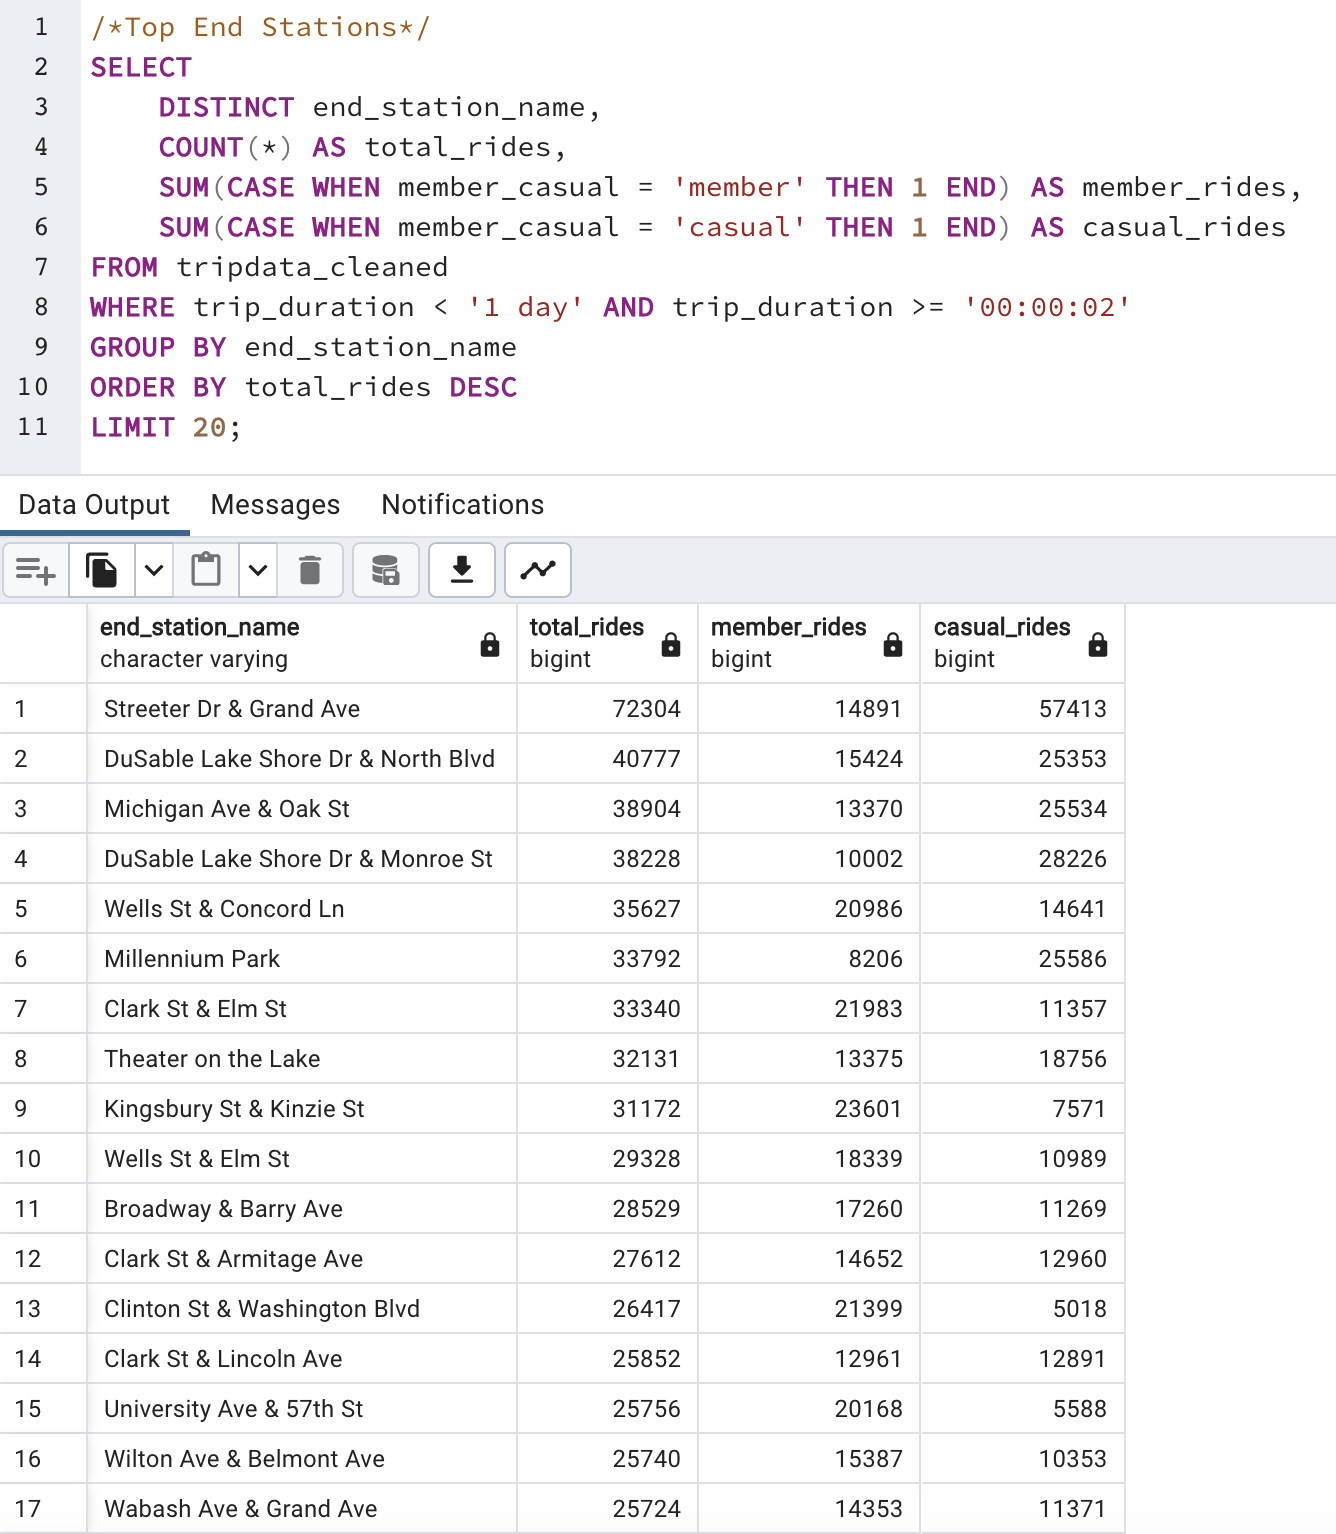 1 /*Top End Stations*/
2 SELECT
3 DISTINCT end_station_name,
4 COUNT(*) AS total_rides,
5 SUM(CASE WHEN member_casual = 'member' THEN 1 END) AS member_rides,
6 SUM(CASE WHEN member_casual = 'casual' THEN 1 END) AS casual_rides
7 FROM tripdata_cleaned
8 WHERE trip_duration < '1 day' AND trip_duration >= '00:00:02'
9 GROUP BY end_station_name
10 ORDER BY total_rides DESC
11 LIMIT 20;
Data Output Messages Notifications
end_station_name total_rides member_rides casual_rides
character varying bigint bigint bigint
1 Streeter Dr & Grand Ave 72304 14891 57413
2 DuSable Lake Shore Dr & North Blvd 40777 15424 25353
3 Michigan Ave & Oak St 38904 13370 25534
4 DuSable Lake Shore Dr & Monroe St 38228 10002 28226
5 Wells St & Concord Ln 35627 20986 14641
6 Millennium Park 33792 8206 25586
7 Clark St & Elm St 33340 21983 11357
8 Theater on the Lake 32131 13375 18756
9 Kingsbury St & Kinzie St 31172 23601 7571
10 Wells St & Elm St 29328 18339 10989
11 Broadway & Barry Ave 28529 17260 11269
12 Clark St & Armitage Ave 27612 14652 12960
13 Clinton St & Washington Blvd 26417 21399 5018
14 Clark St & Lincoln Ave 25852 12961 12891
15 University Ave & 57th St 25756 20168 5588
16 Wilton Ave & Belmont Ave 25740 15387 10353
17 Wabash Ave & Grand Ave 25724 14353 11371